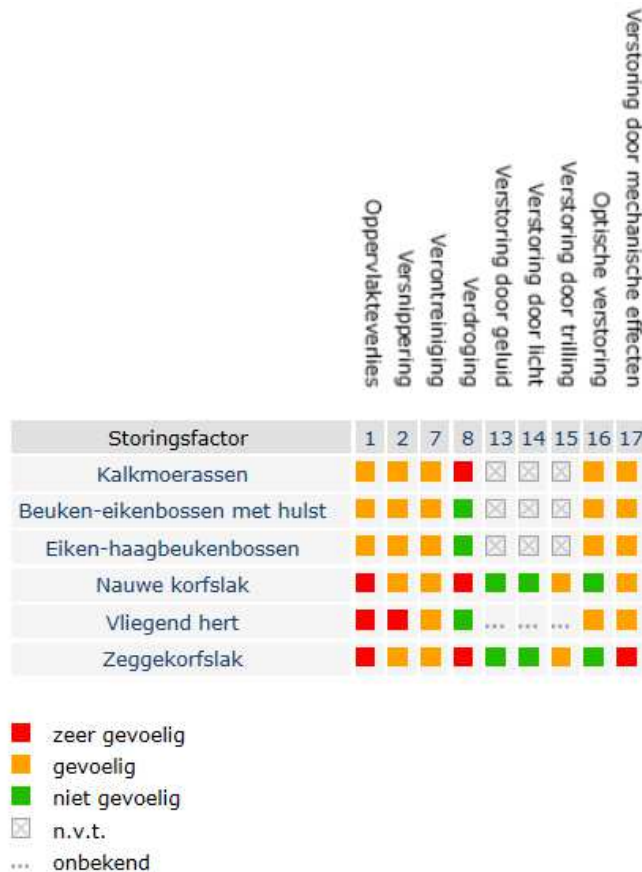 Oppervlakteverlies
Versnippering
Verontreiniging
Verdroging
Verstoring door geluid
Verstoring door licht
Verstoring door trilling
Optische verstoring
Verstoring door mechanische effecten
Storingsfactor 1 2 7 8 13 14 15 16 17
Kalkmoerassen
Beuken-eikenbossen met hulst
Eiken-haagbeukenbossen
Nauwe korfslak
Vliegend hert ... ... ...
Zeggekorfslak
zeer gevoelig
gevoelig
niet gevoelig
n.v.t.
... onbekend